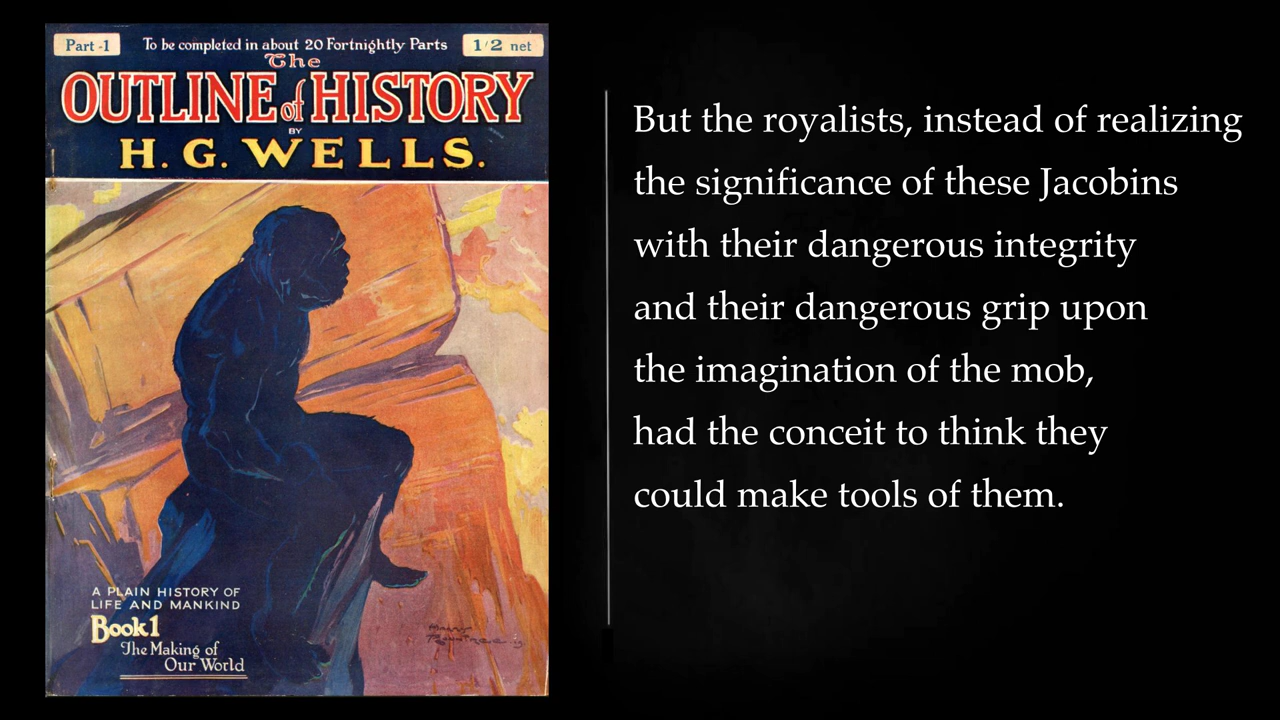 Part -1
To be completed in about 20 Fortnightly Parts
1/2 net
The
OUTLINE of HISTORY
BY
H. G. WELLS.
A PLAIN HISTORY OF
LIFE AND MANKIND
Book 1
The Making of
Our World
But the royalists, instead of realizing
the significance of these Jacobins
with their dangerous integrity
and their dangerous grip upon
the imagination of the mob,
had the conceit to think they
could make tools of them.